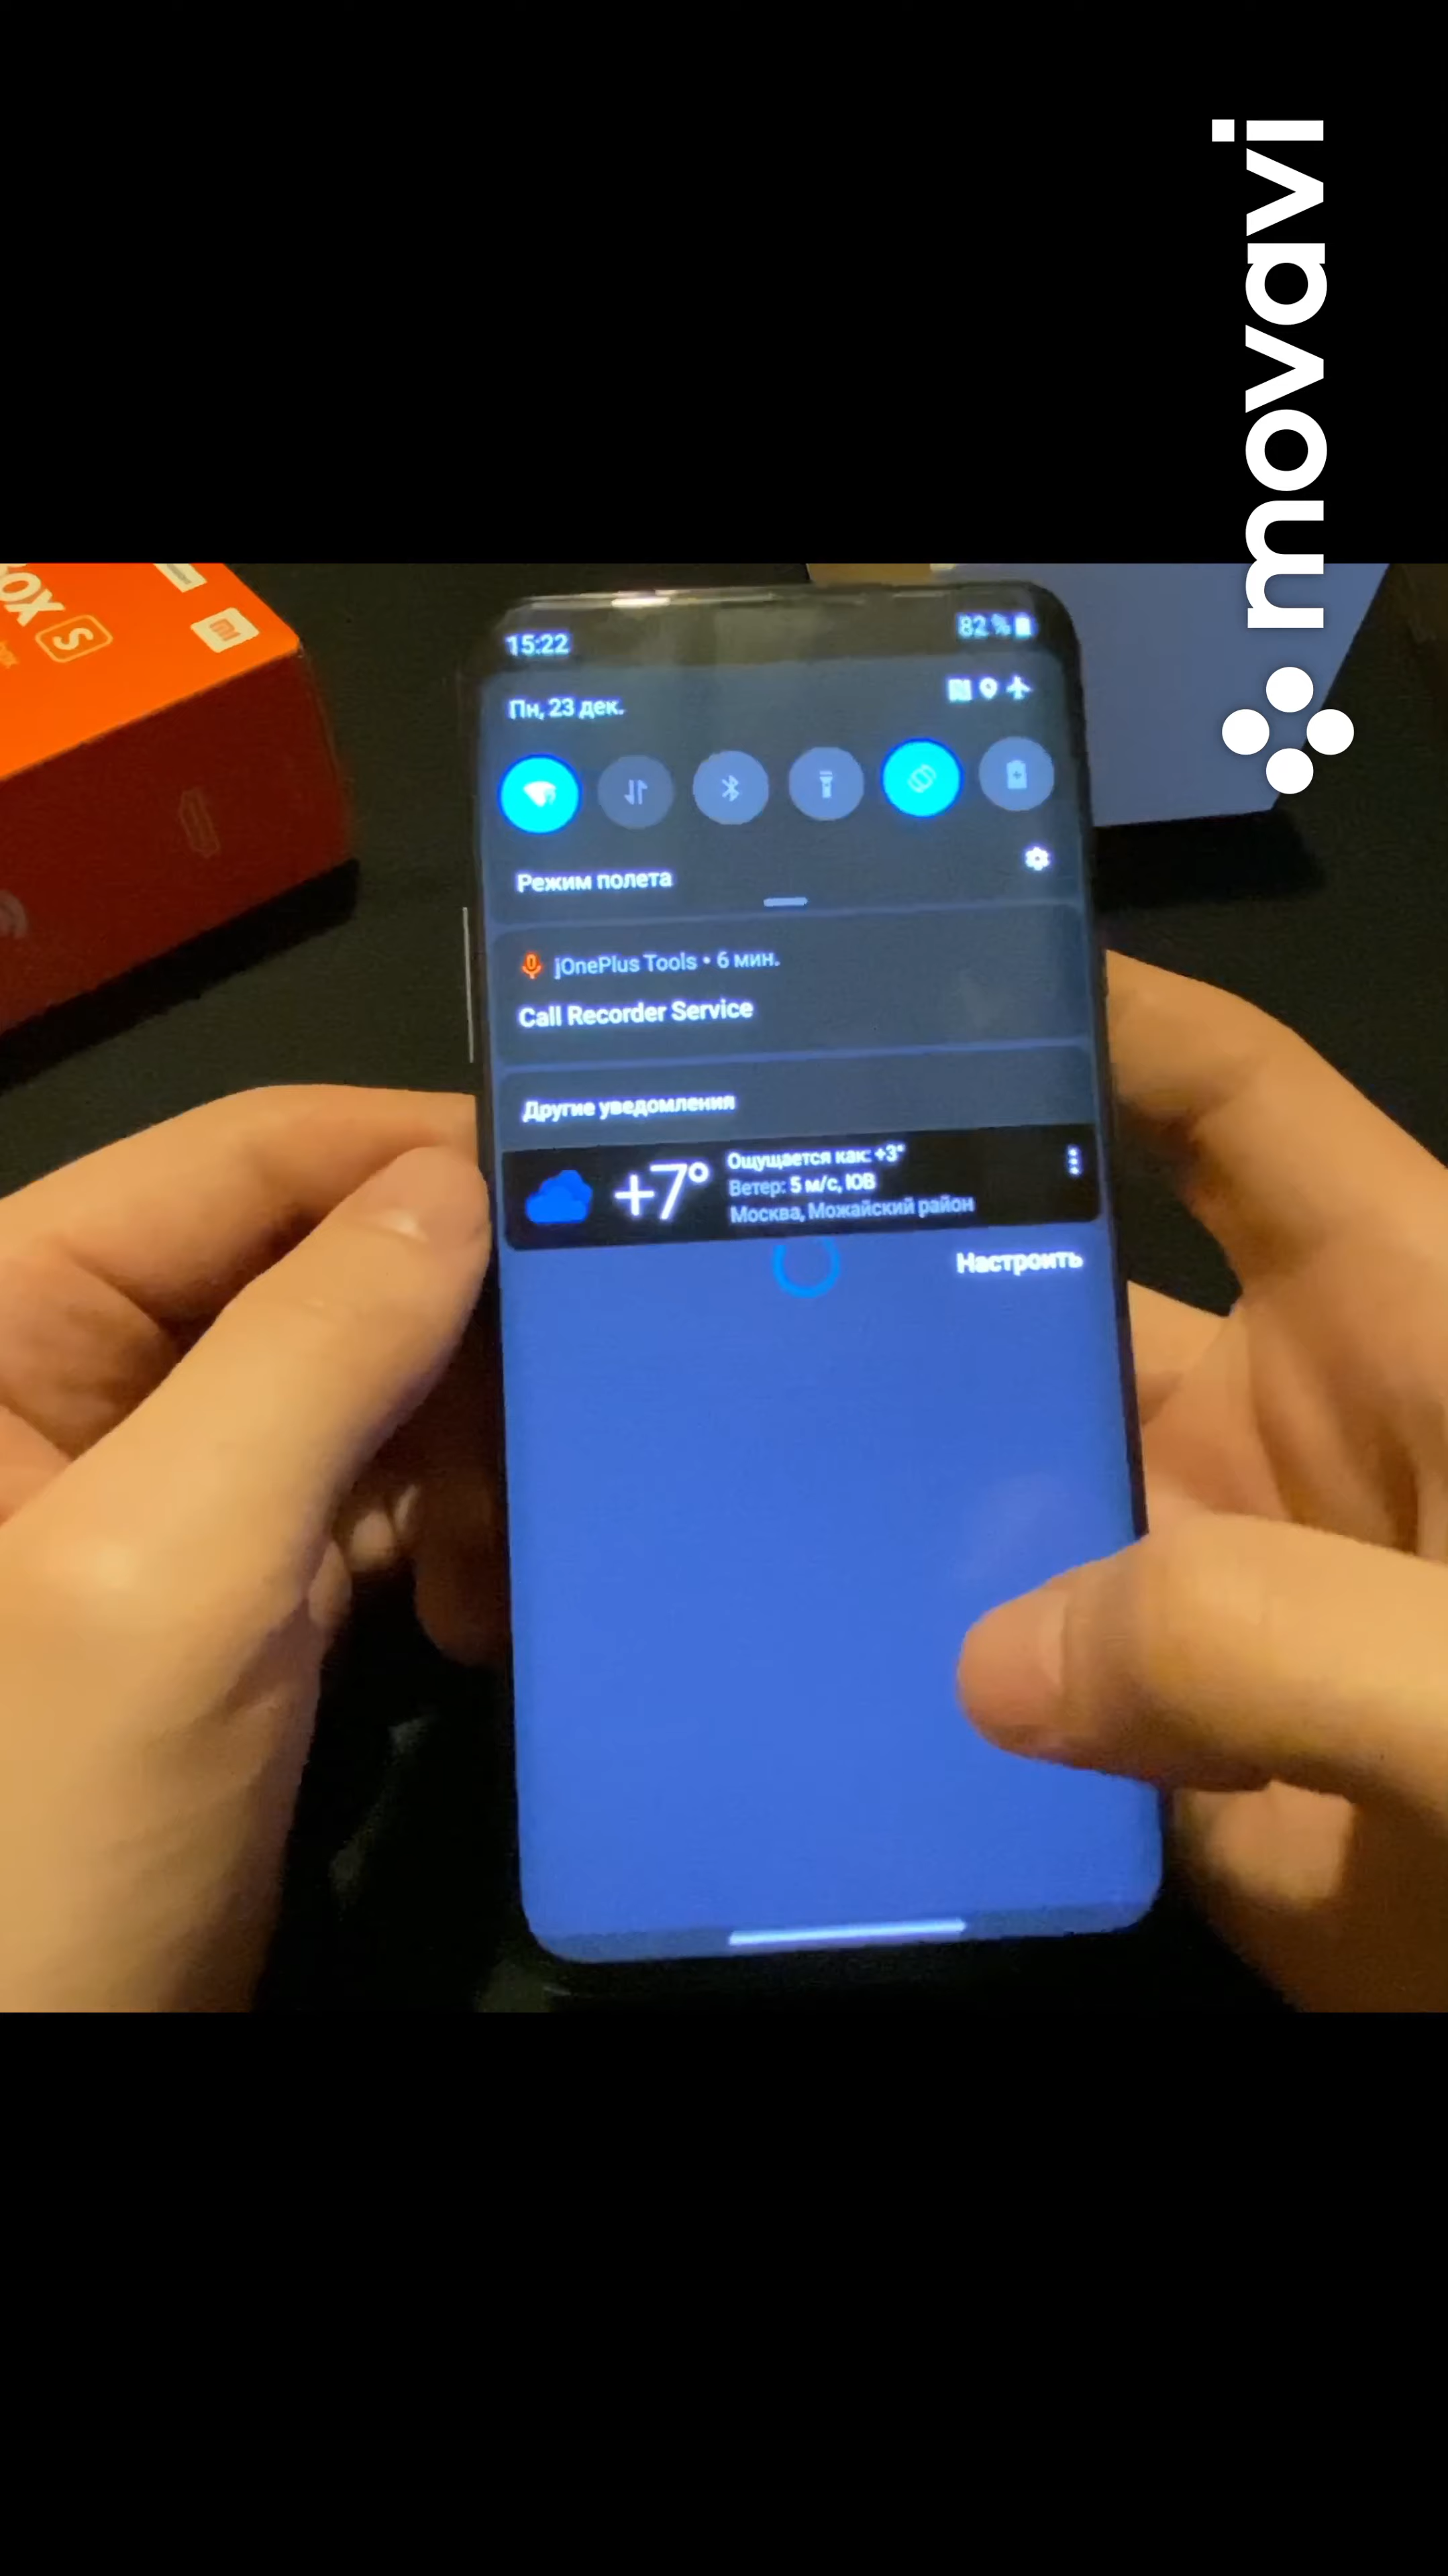 movavi
OX S
15:22
82 %
Пн, 23 дек.
Режим полета
jOnePlus Tools • 6 мин.
Call Recorder Service
Другие уведомления
+7°
Ощущается как: +3°
Ветер: 5 м/с, ЮВ
Москва, Можайский район
Настроить